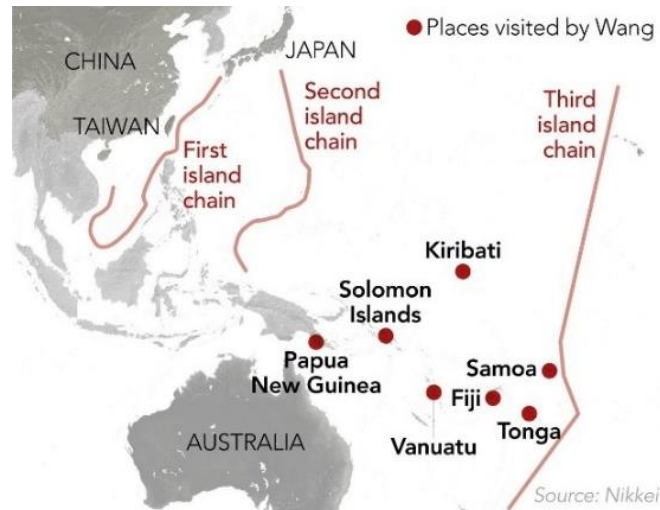 Places visited by Wang
CHINA
JAPAN
TAIWAN
First
island
chain
Second
island
chain
Third
island
chain
Kiribati
Solomon
Islands
Papua
New Guinea
Samoa
Fiji
Tonga
Vanuatu
AUSTRALIA
Source: Nikkei